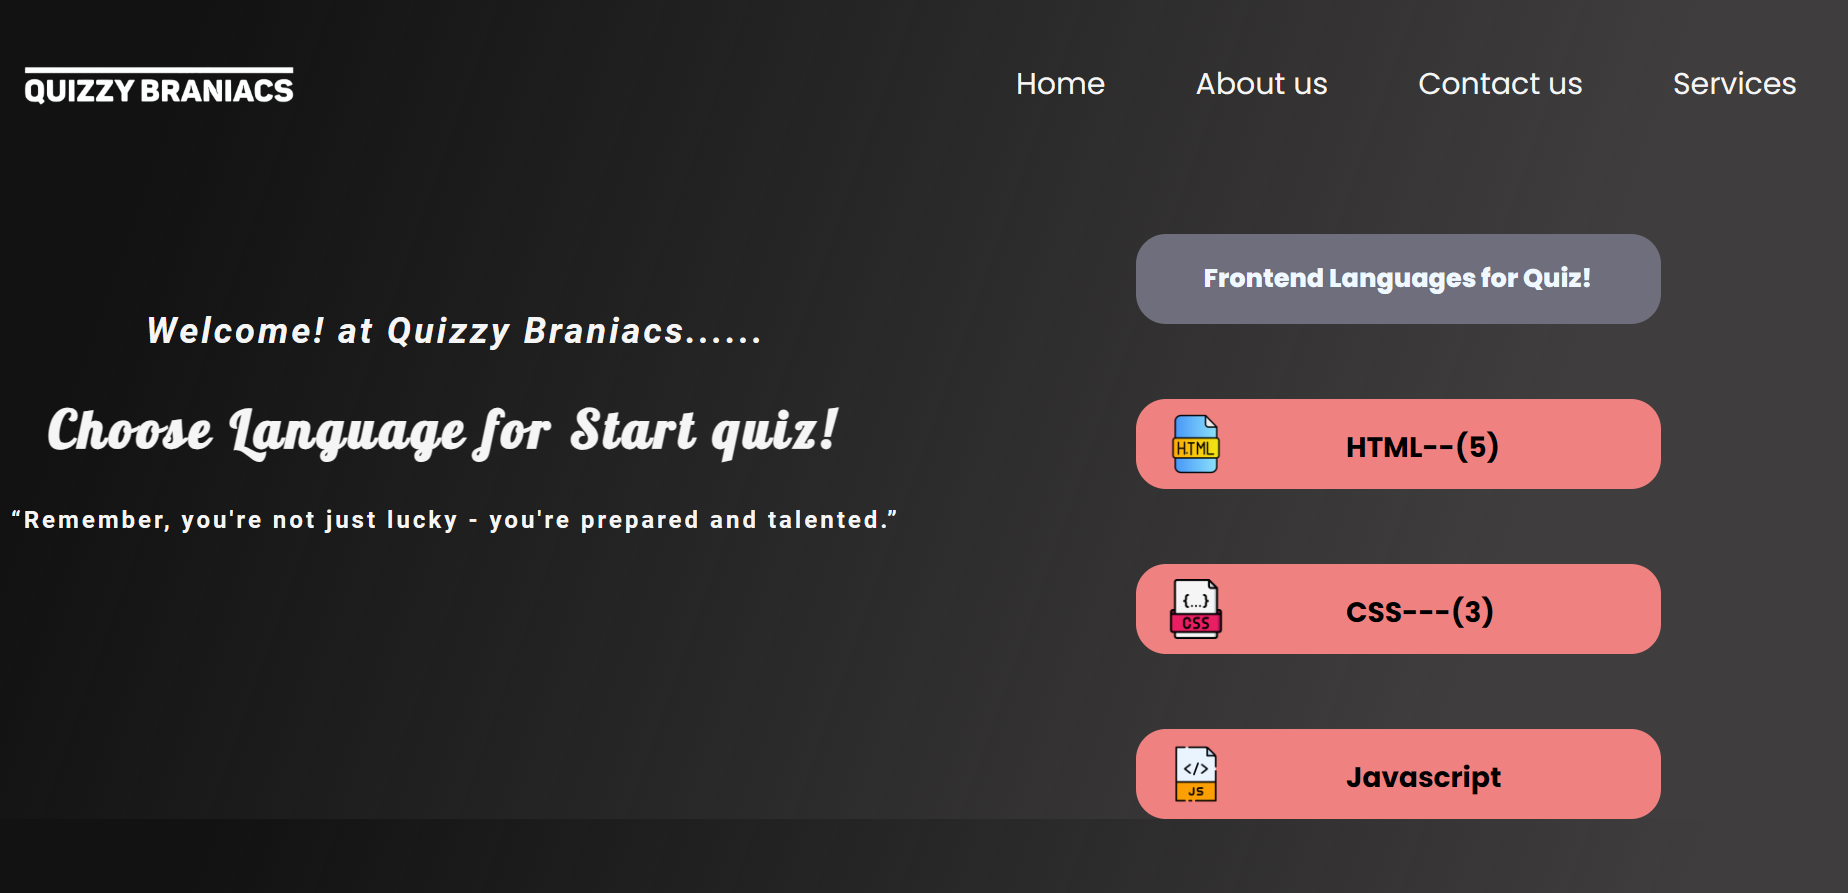 QUIZZY BRANIACS
Home About us Contact us Services
Welcome! at Quizzy Braniacs......
Choose Language for Start quiz!
“Remember, you're not just lucky - you're prepared and talented.”
Frontend Languages for Quiz!
HTML HTML--(5)
{...}
CSS CSS---(3)
</>
JS Javascript